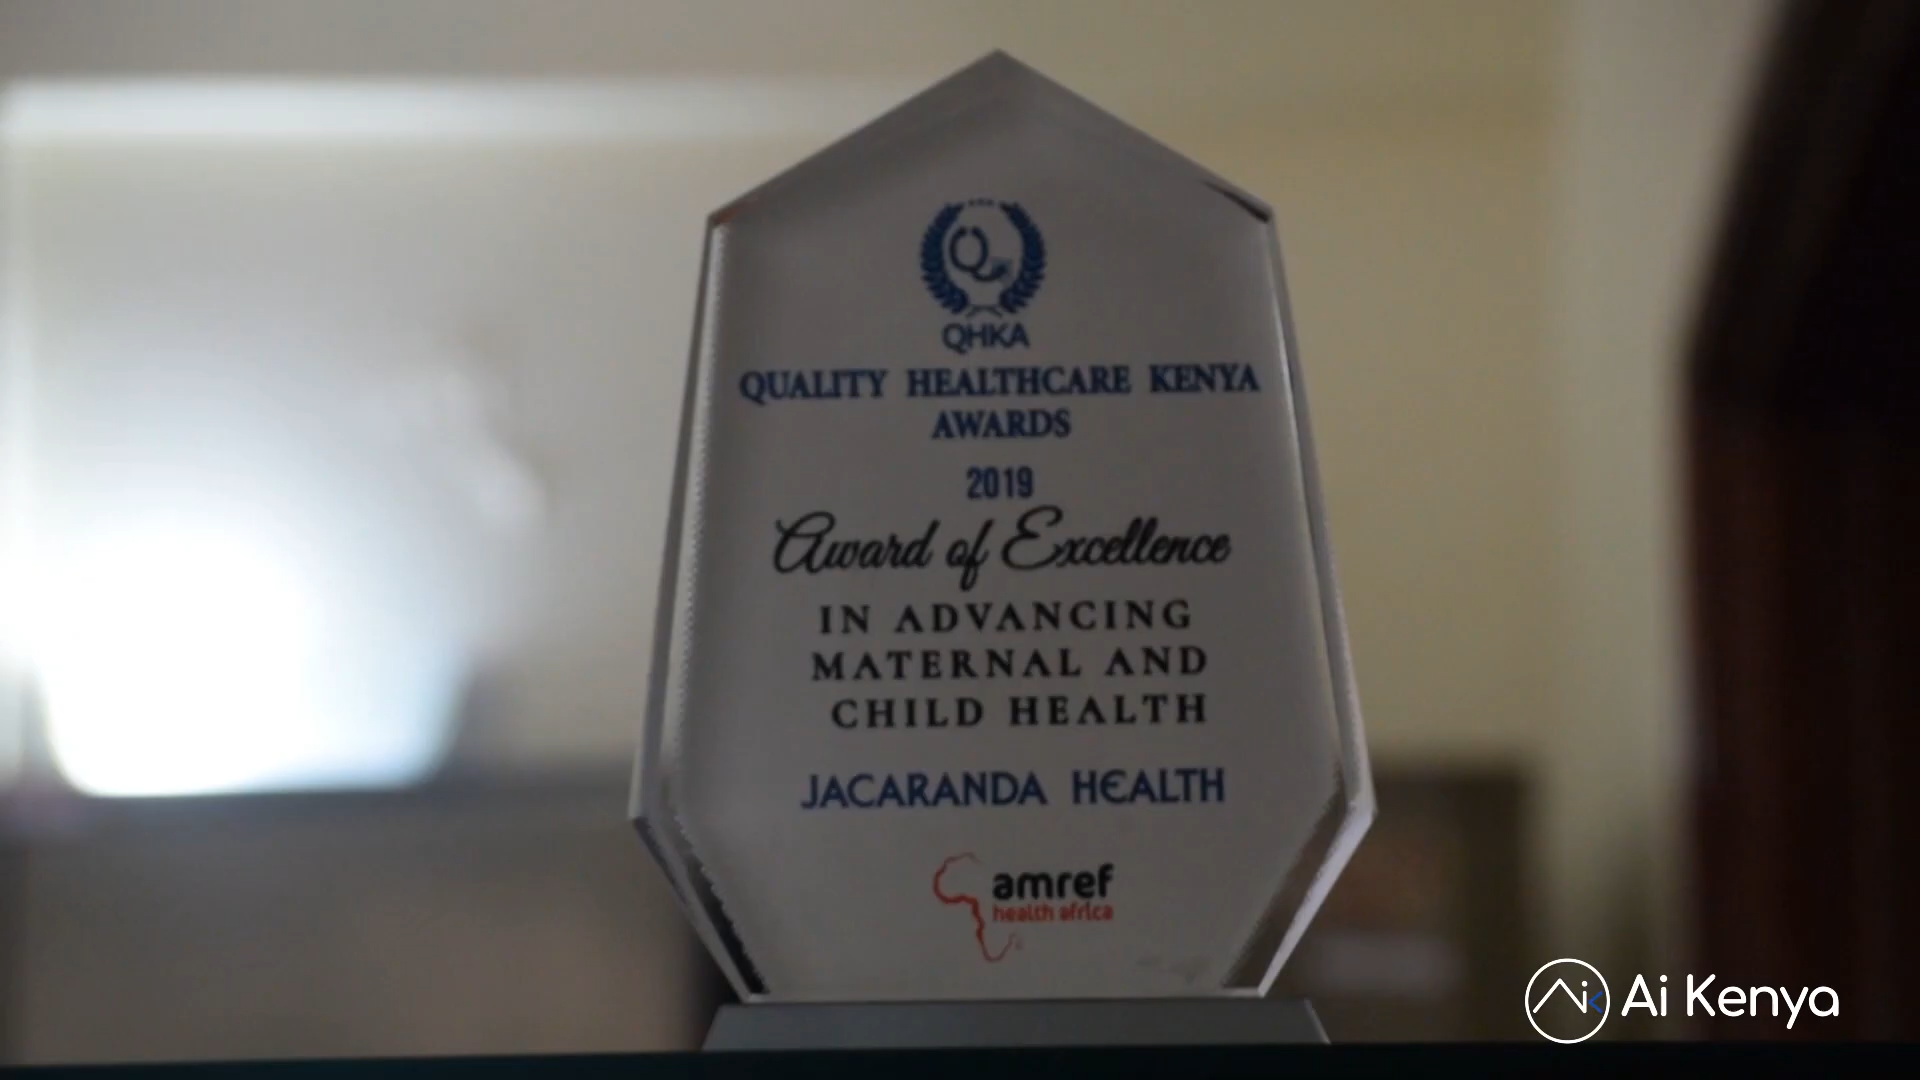 QHKA
QUALITY HEALTHCARE KENYA
AWARDS
2019
Award of Excellence
IN ADVANCING
MATERNAL AND
CHILD HEALTH
JACARANDA HEALTH
amref
health africa
Ai Kenya